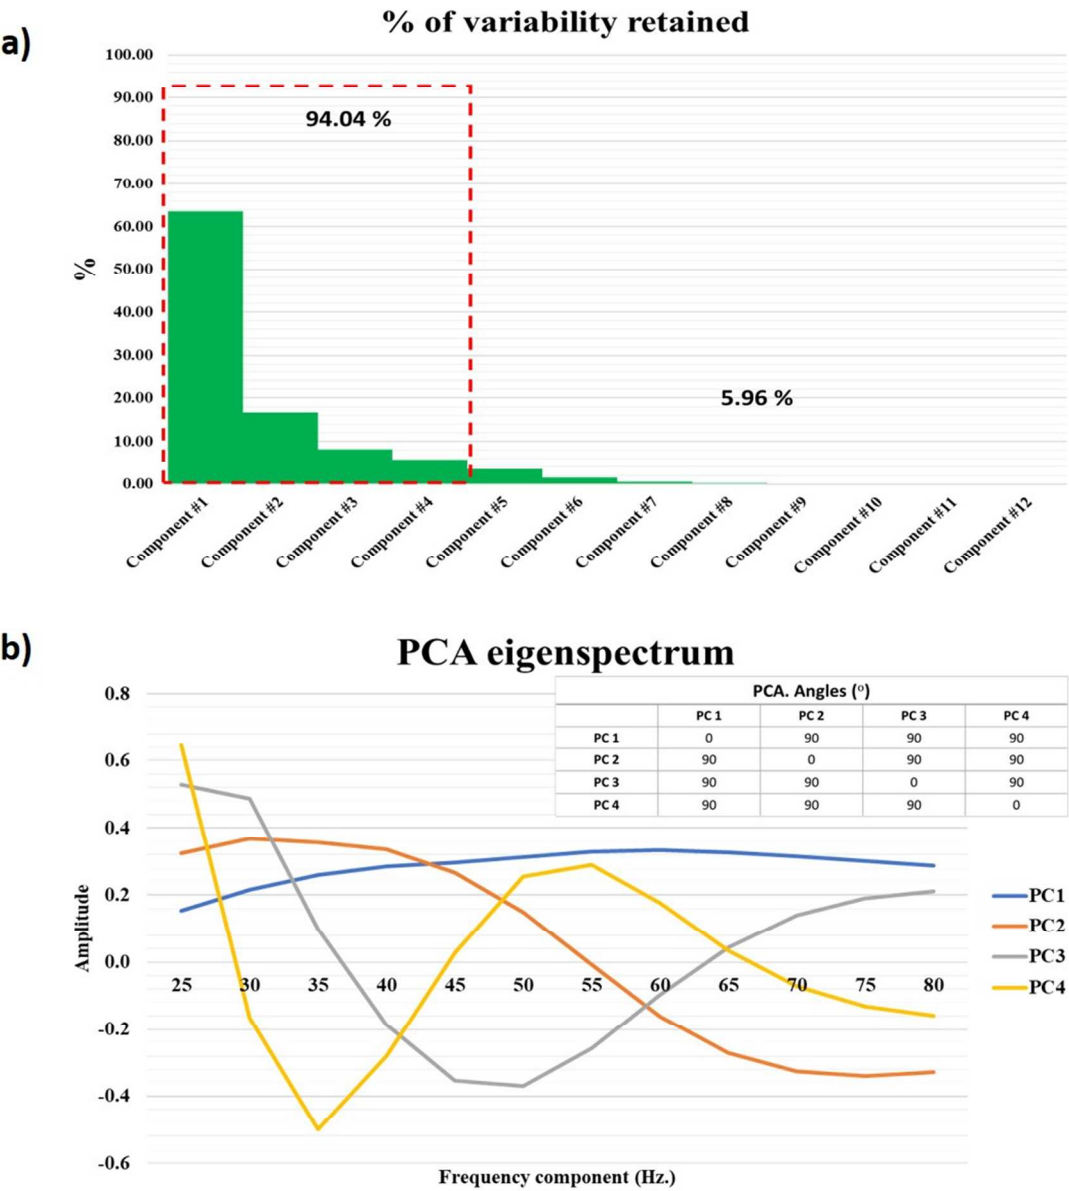 a)
% of variability retained
100.00
90.00
80.00
70.00
60.00
50.00
40.00
30.00
20.00
10.00
0.00
%
94.04 %
5.96 %
Component #1
Component #2
Component #3
Component #4
Component #5
Component #6
Component #7
Component #8
Component #9
Component #10
Component #11
Component #12
b)
PCA eigenspectrum
PCA. Angles (°)
PC 1 PC 2 PC 3 PC 4
PC 1 0 90 90 90
PC 2 90 0 90 90
PC 3 90 90 0 90
PC 4 90 90 90 0
0.8
0.6
0.4
0.2
0.0
-0.2
-0.4
-0.6
Amplitude
25 30 35 40 45 50 55 60 65 70 75 80
Frequency component (Hz.)
PC1
PC2
PC3
PC4